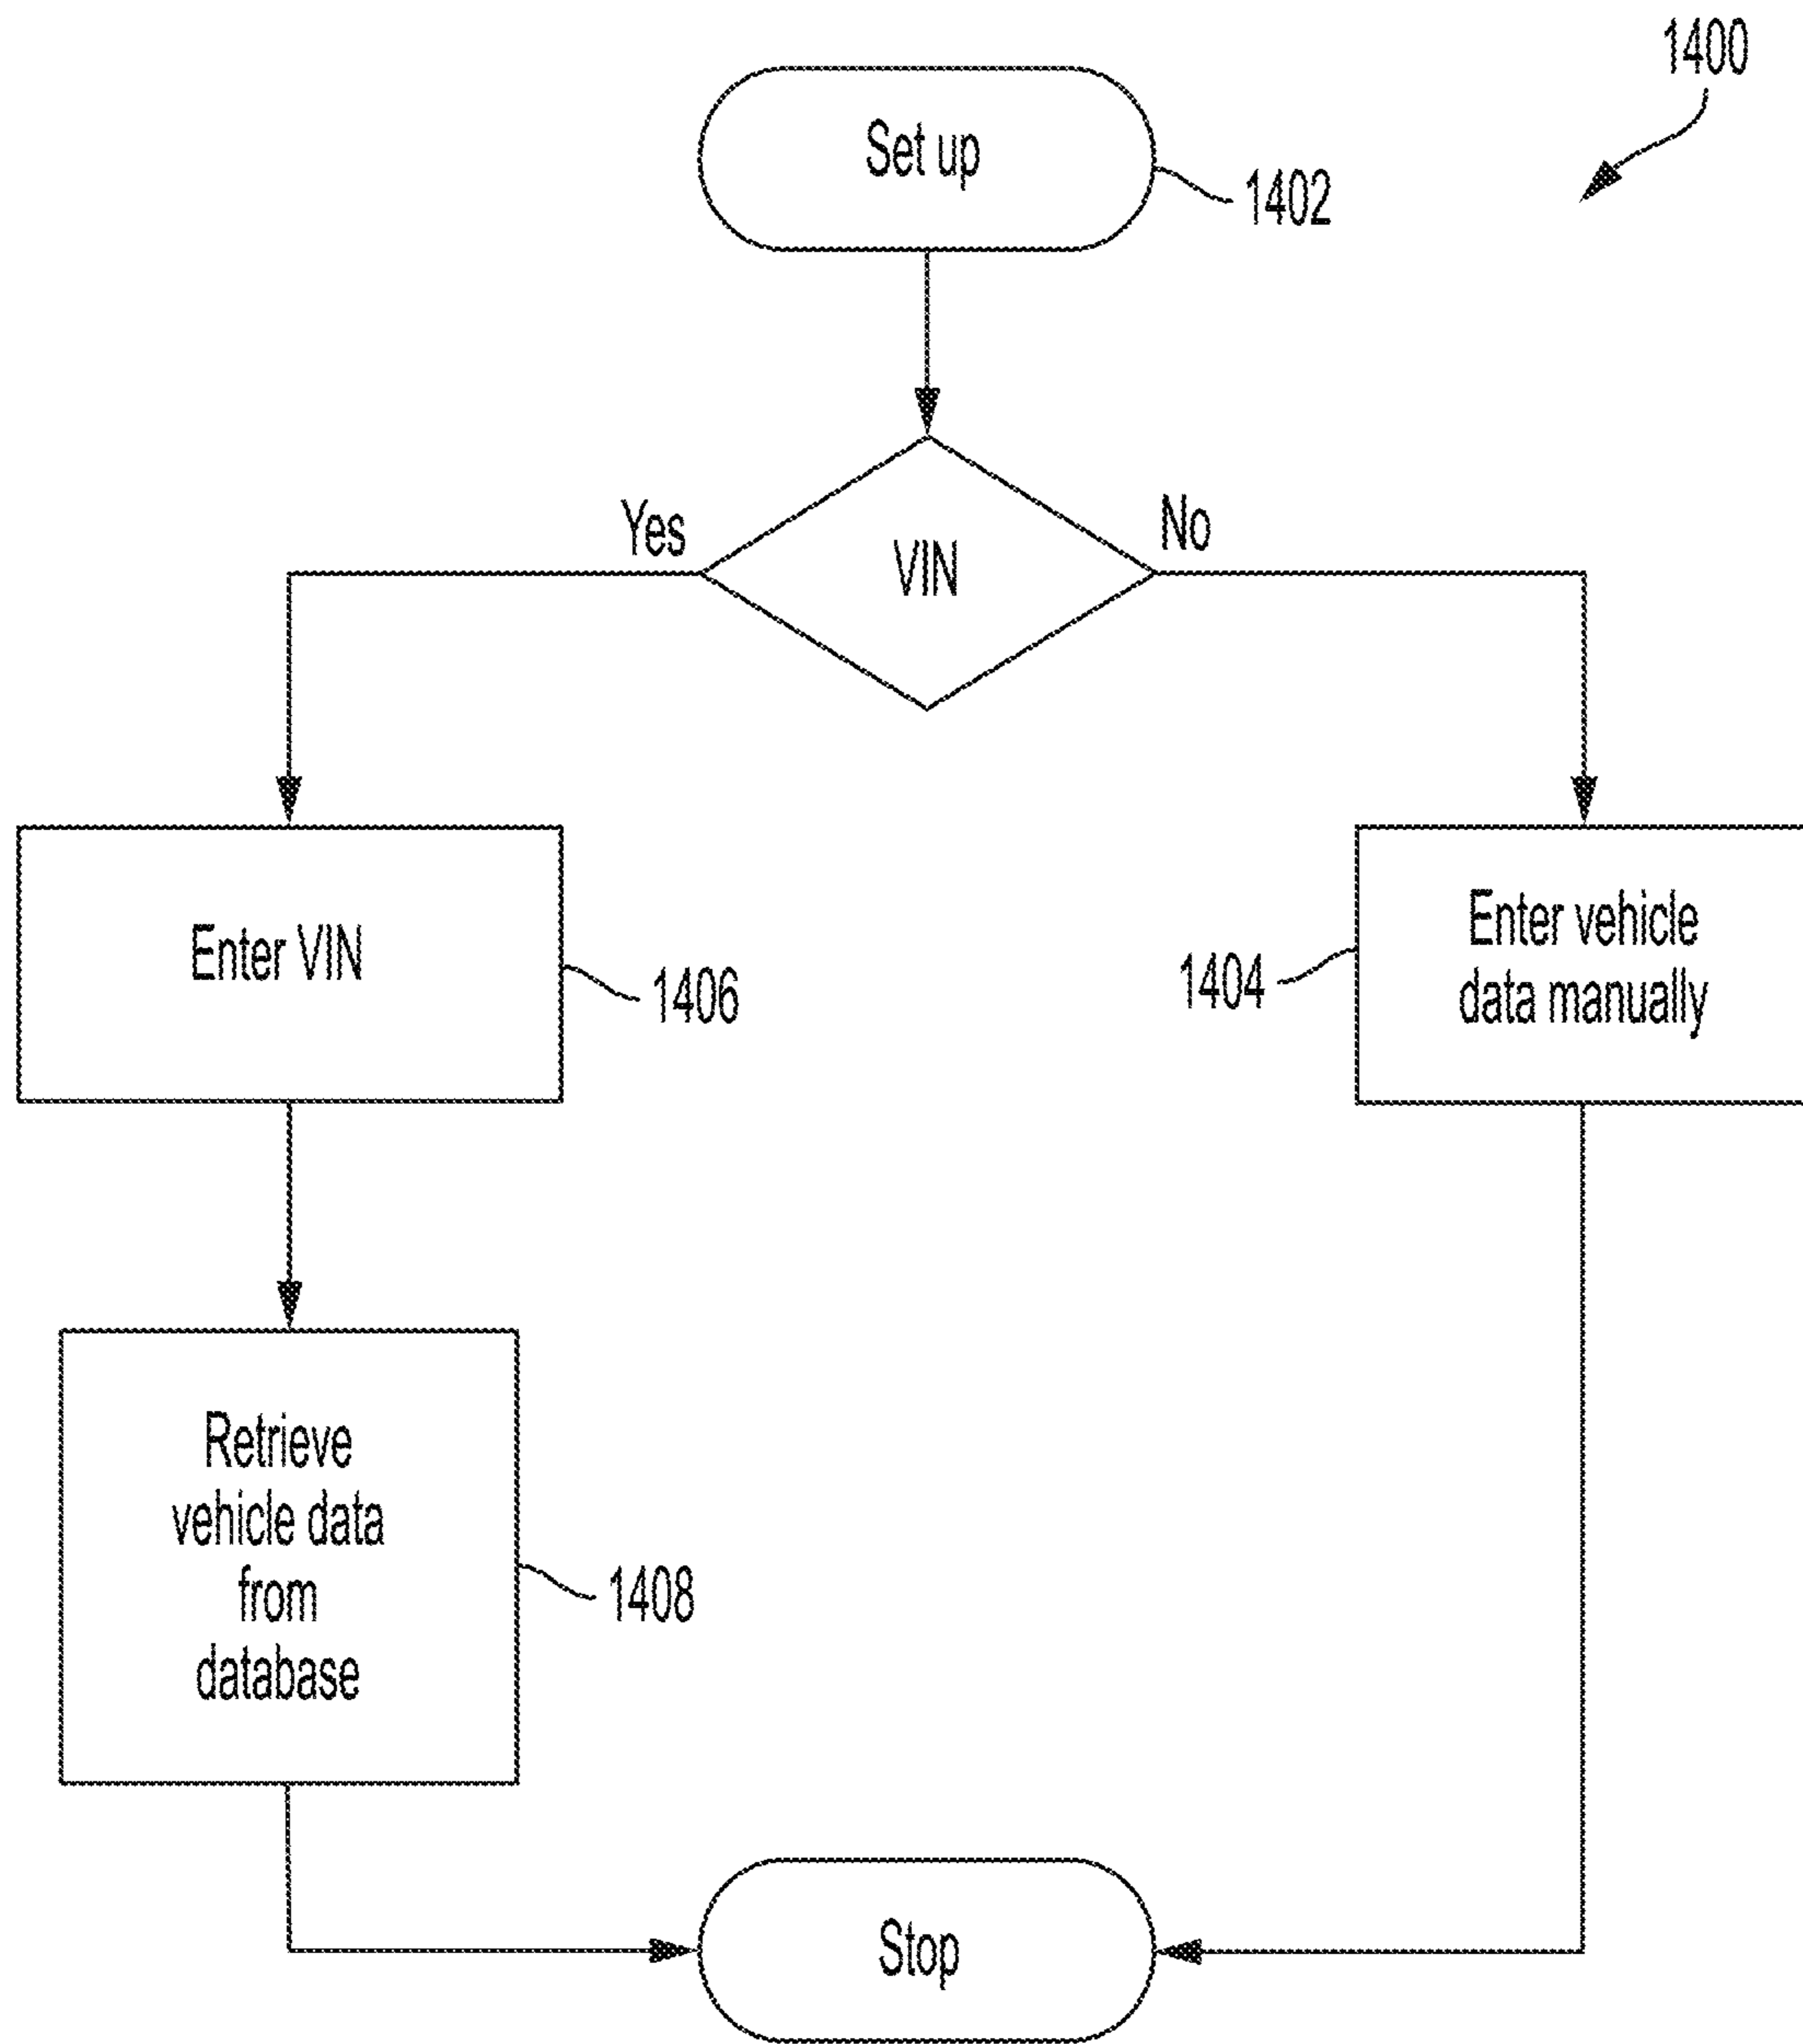 1400
Set up
1402
Yes
No
VIN
Enter VIN
1406
1404
Enter vehicle
data manually
Retrieve
vehicle data
from
database
1408
Stop